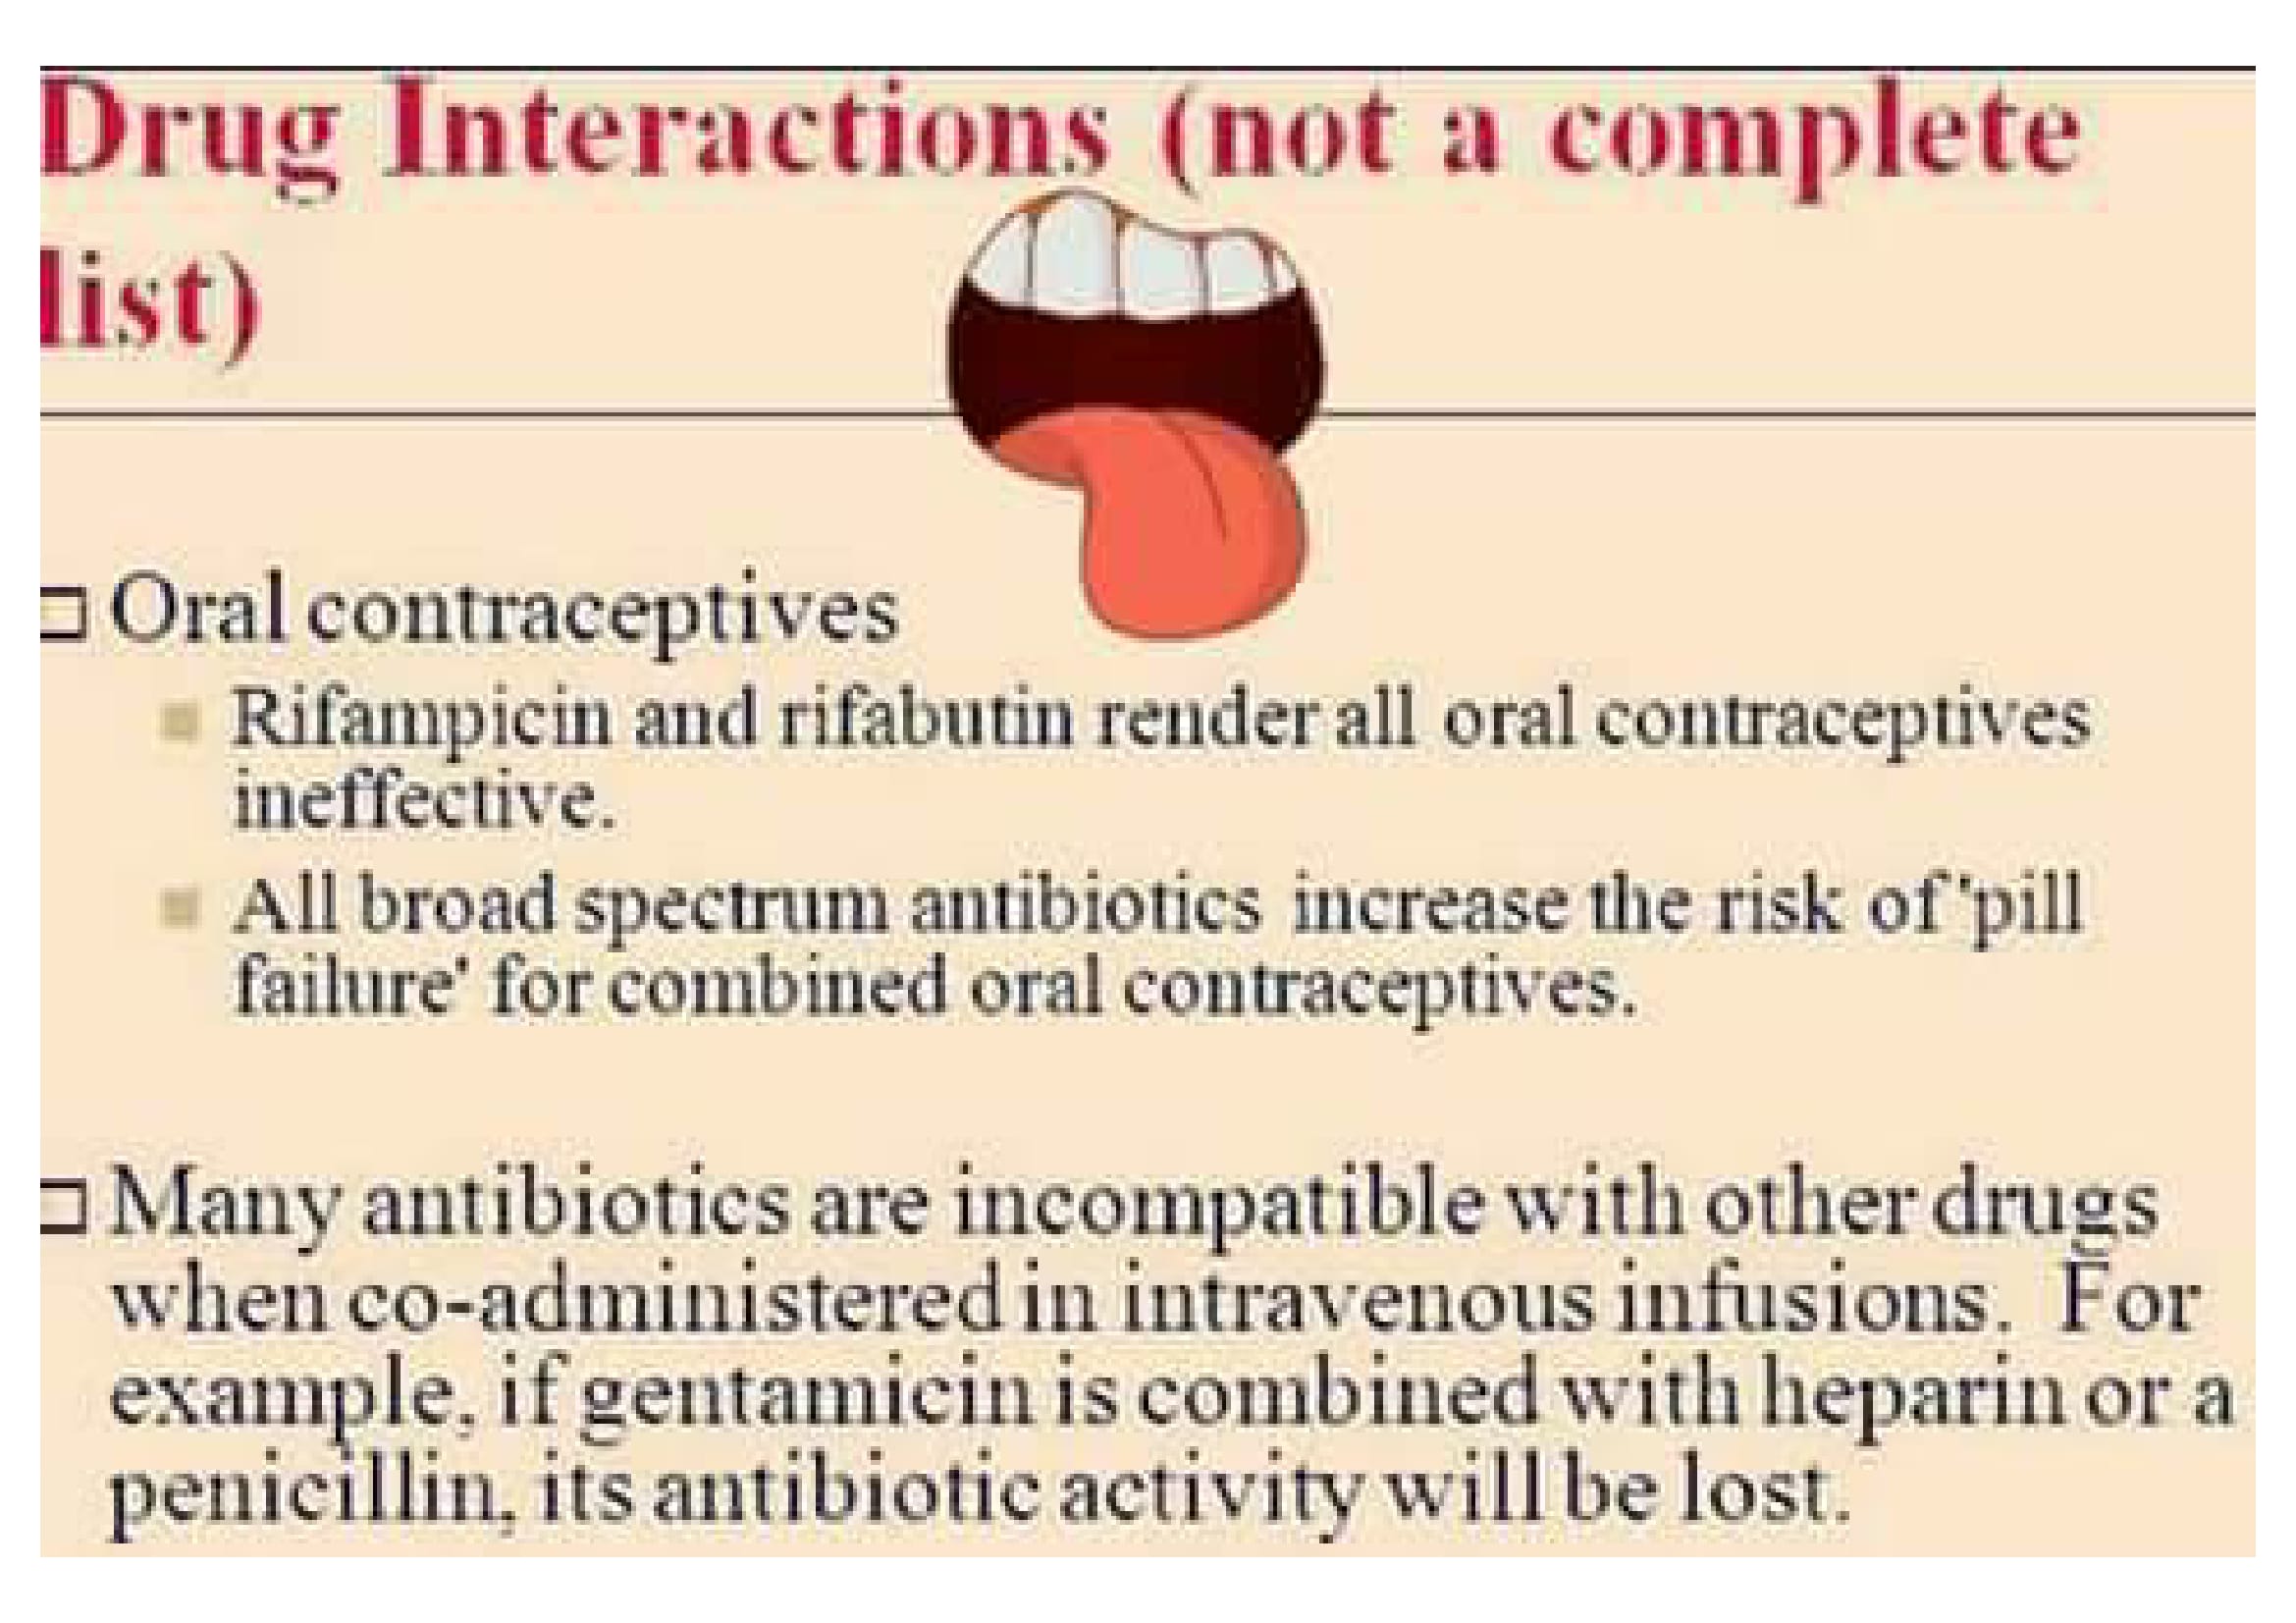 Drug Interactions (not a complete
list)
Oral contraceptives
Rifampicin and rifabutin render all oral contraceptives
ineffective.
All broad spectrum antibiotics increase the risk of 'pill
failure' for combined oral contraceptives.
Many antibiotics are incompatible with other drugs
when co-administered in intravenous infusions. For
example, if gentamicin is combined with heparin or a
penicillin, its antibiotic activity will be lost.